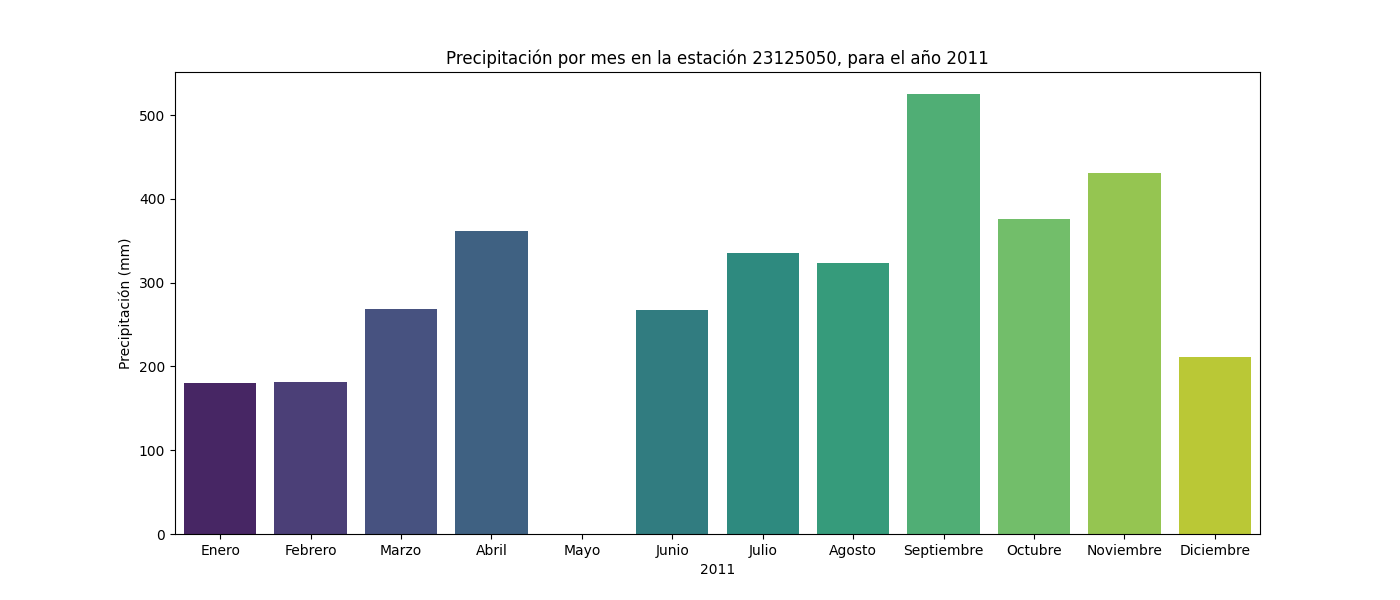 Precipitación por mes en la estación 23125050, para el año 2011
Precipitación (mm)
500
400
300
200
100
0
Enero Febrero Marzo Abril Mayo Junio Julio Agosto Septiembre Octubre Noviembre Diciembre
2011